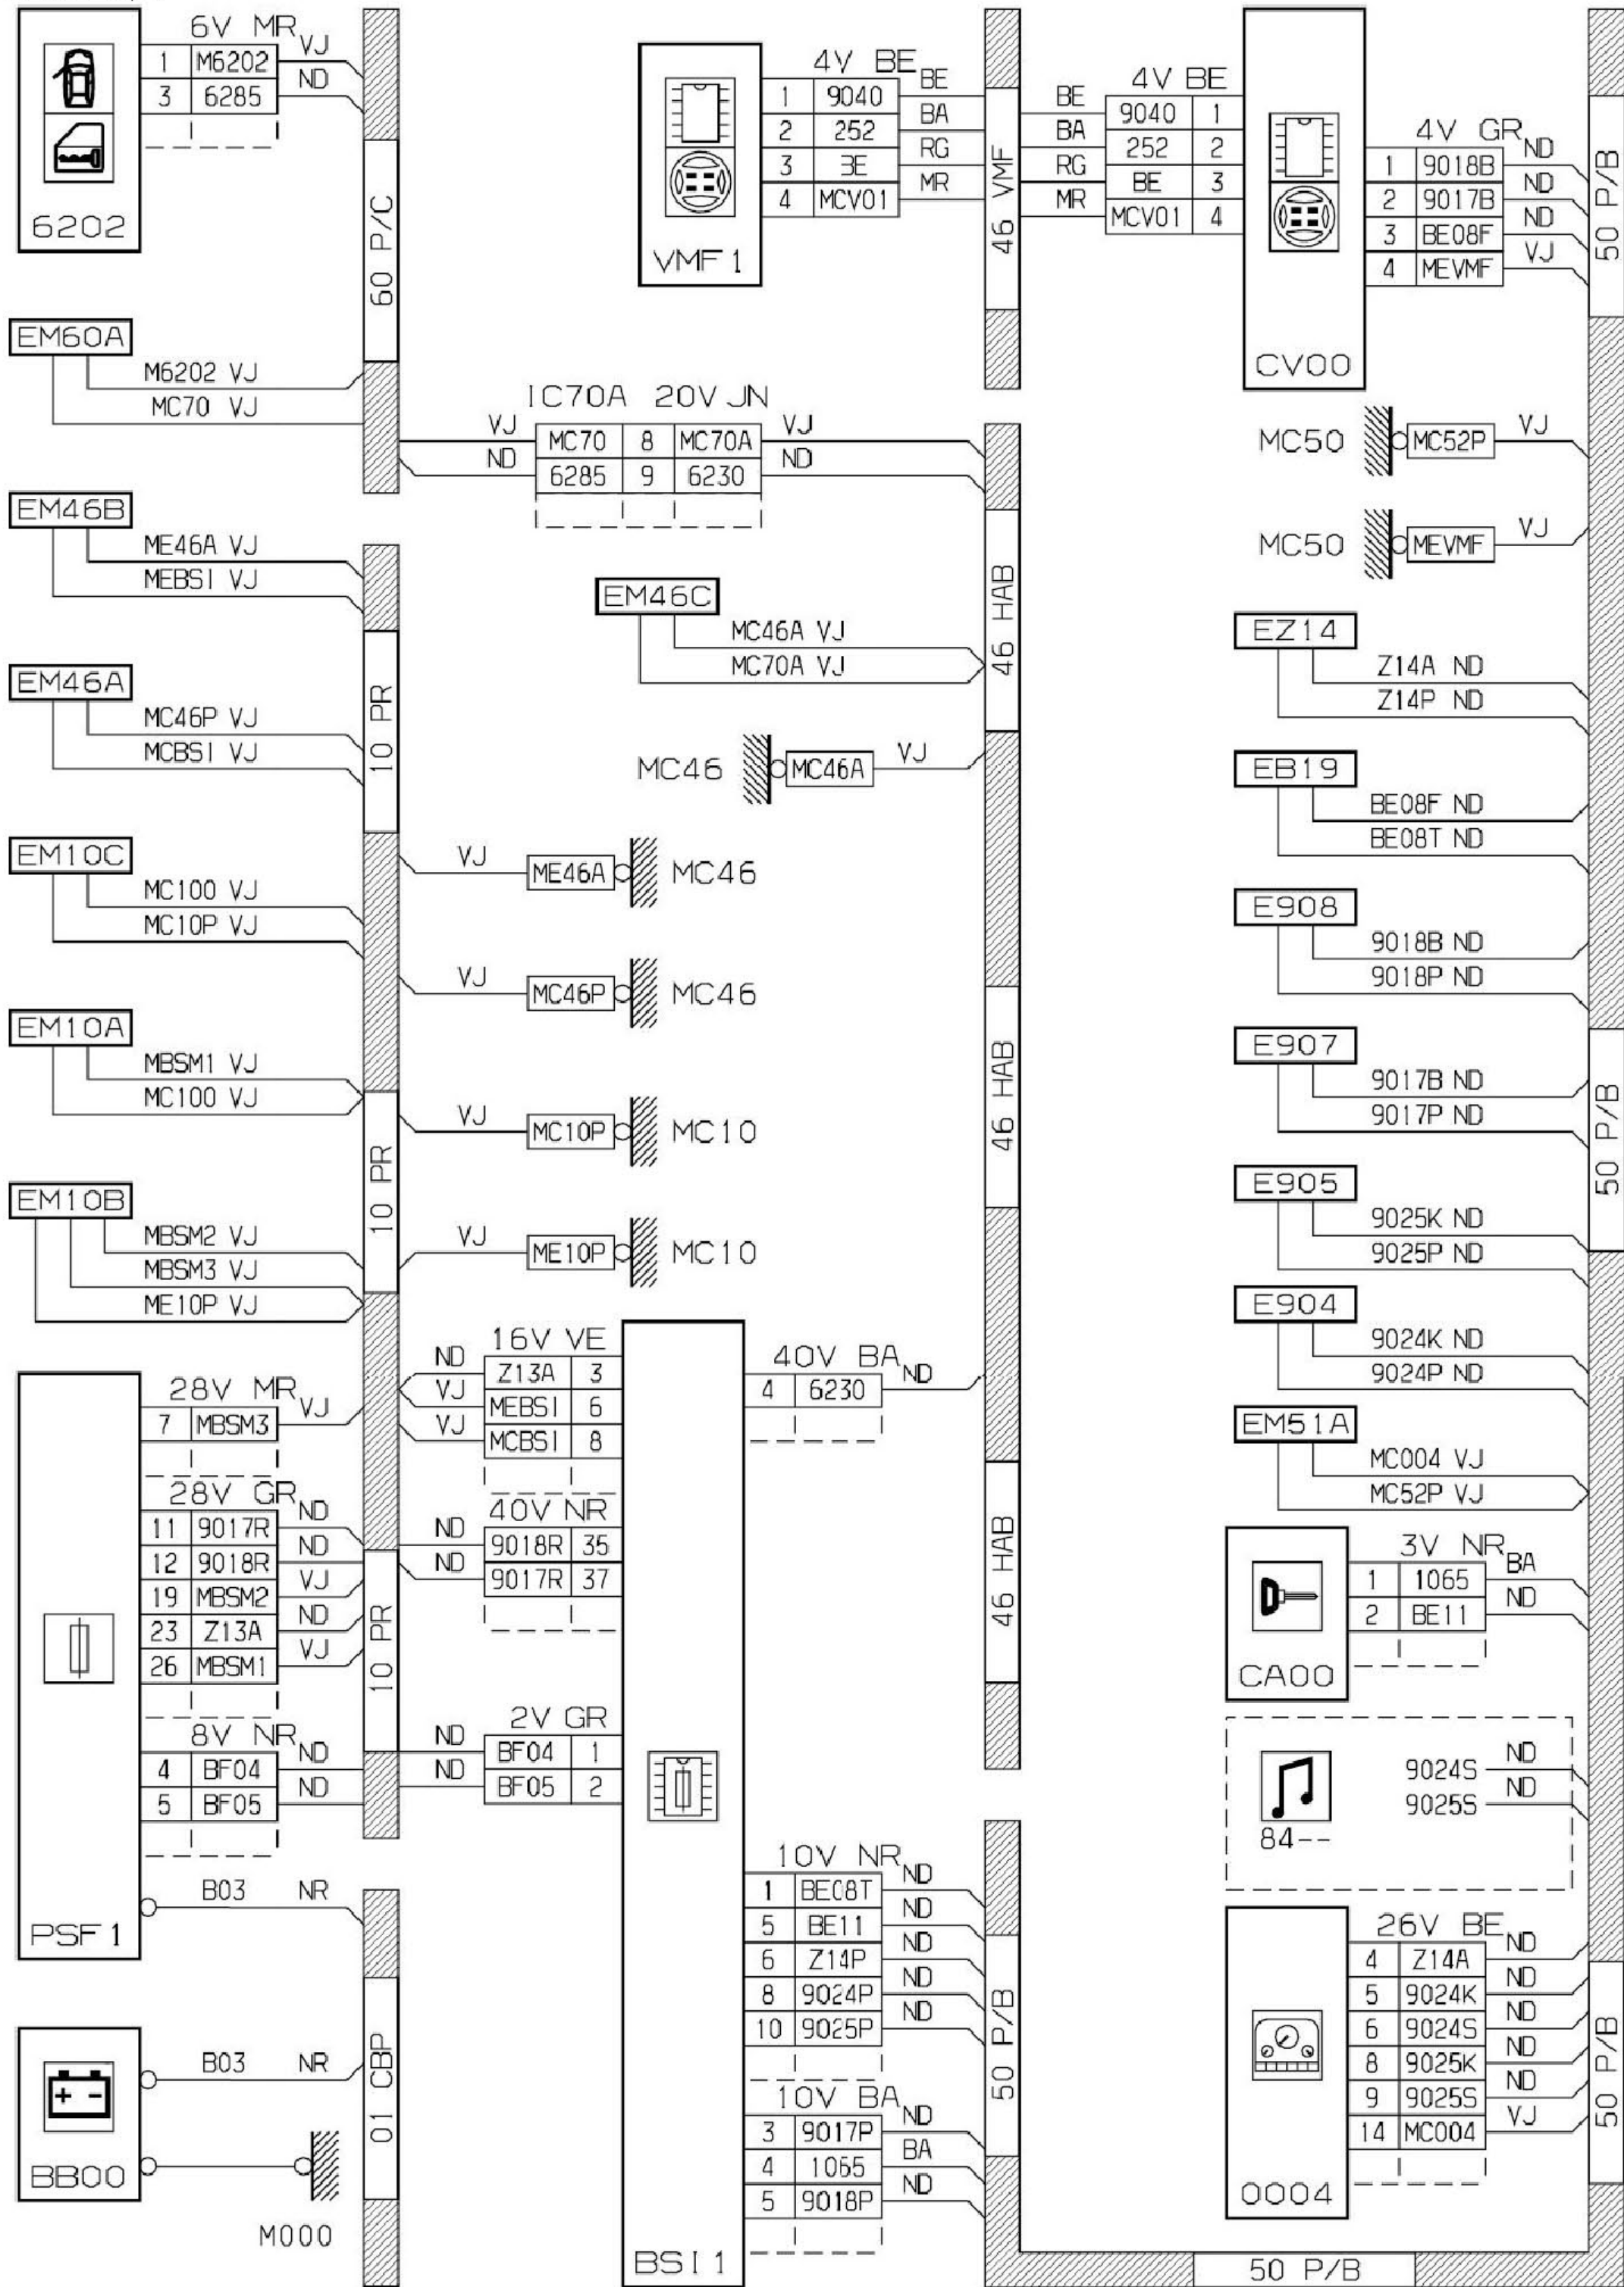 6V MR
VJ
1 M6202
ND
3 6285
6202
60 P/C
EM60A
M6202 VJ
MC70 VJ
EM46B
ME46A VJ
MEBSI VJ
EM46A
MC46P VJ
MCBSI VJ
10 PR
EM10C
MC100 VJ
MC10P VJ
EM10A
MBSM1 VJ
MC100 VJ
EM10B
MBSM2 VJ
MBSM3 VJ
ME10P VJ
10 PR
28V MR
VJ
7 MBSM3
28V GR
ND
11 9017R
ND
12 9018R
VJ
19 MBSM2
ND
23 Z13A
VJ
26 MBSM1
8V NR
ND
4 BF04
ND
5 BF05
B03 NR
PSF1
10 PR
B03 NR
+ -
BB00
M000
01 CBP
4V BE
BE
1 9040
BA
2 252
RG
3 BE
MR
4 MCV01
VMF1
46 VMF
IC70A 20V JN
VJ MC70 8 MC70A VJ
ND 6285 9 6230 ND
EM46C
MC46A VJ
MC70A VJ
46 HAB
MC46 MC46A VJ
VJ ME46A MC46
VJ MC46P MC46
VJ MC10P MC10
VJ ME10P MC10
46 HAB
16V VE
ND Z13A 3
VJ MEBSI 6
VJ MCBSI 8
40V NR
ND 9018R 35
ND 9017R 37
2V GR
ND BF04 1
ND BF05 2
40V BA
ND
4 6230
46 HAB
10V NR
ND
1 BE08T
ND
5 BE11
ND
6 Z14P
ND
8 9024P
ND
10 9025P
10V BA
ND
3 9017P
BA
4 1065
ND
5 9018P
BSI1
50 P/B
4V BE
BE 9040 1
BA 252 2
RG BE 3
MR MCV01 4
4V GR
ND
1 9018B
ND
2 9017B
ND
3 BE08F
VJ
4 MEVMF
CV00
50 P/B
MC50 MC52P VJ
MC50 MEVMF VJ
EZ14
Z14A ND
Z14P ND
EB19
BE08F ND
BE08T ND
E908
9018B ND
9018P ND
E907
9017B ND
9017P ND
50 P/B
E905
9025K ND
9025P ND
E904
9024K ND
9024P ND
EM51A
MC004 VJ
MC52P VJ
3V NR
BA
1 1065
ND
2 BE11
CA00
9024S ND
9025S ND
84--
26V BE
ND
4 Z14A
ND
5 9024K
ND
6 9024S
ND
8 9025K
ND
9 9025S
VJ
14 MC004
0004
50 P/B
50 P/B